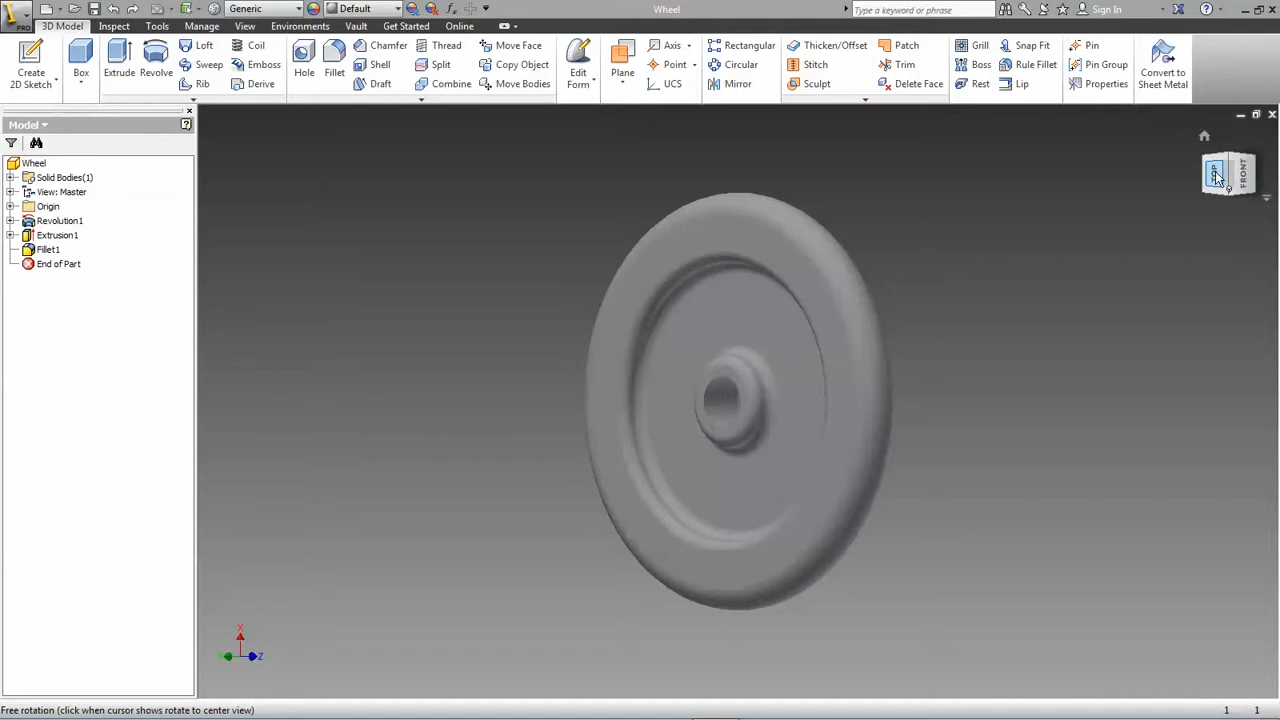 Generic
Default
Wheel
Type a keyword or phrase
Sign In
PRO
3D Model
Inspect
Tools
Manage
View
Environments
Vault
Get Started
Online
Create
2D Sketch
Box
Extrude
Revolve
Loft
Sweep
Rib
Coil
Emboss
Derive
Hole
Fillet
Chamfer
Shell
Draft
Thread
Split
Combine
Move Face
Copy Object
Move Bodies
Edit
Form
Plane
Axis
Point
UCS
Rectangular
Circular
Mirror
Thicken/Offset
Stitch
Sculpt
Patch
Trim
Delete Face
Grill
Boss
Rest
Snap Fit
Rule Fillet
Lip
Pin
Pin Group
Properties
Convert to
Sheet Metal
Model
Wheel
Solid Bodies(1)
View: Master
Origin
Revolution1
Extrusion1
Fillet1
End of Part
FRONT
X
Z
Free rotation (click when cursor shows rotate to center view)
1 1